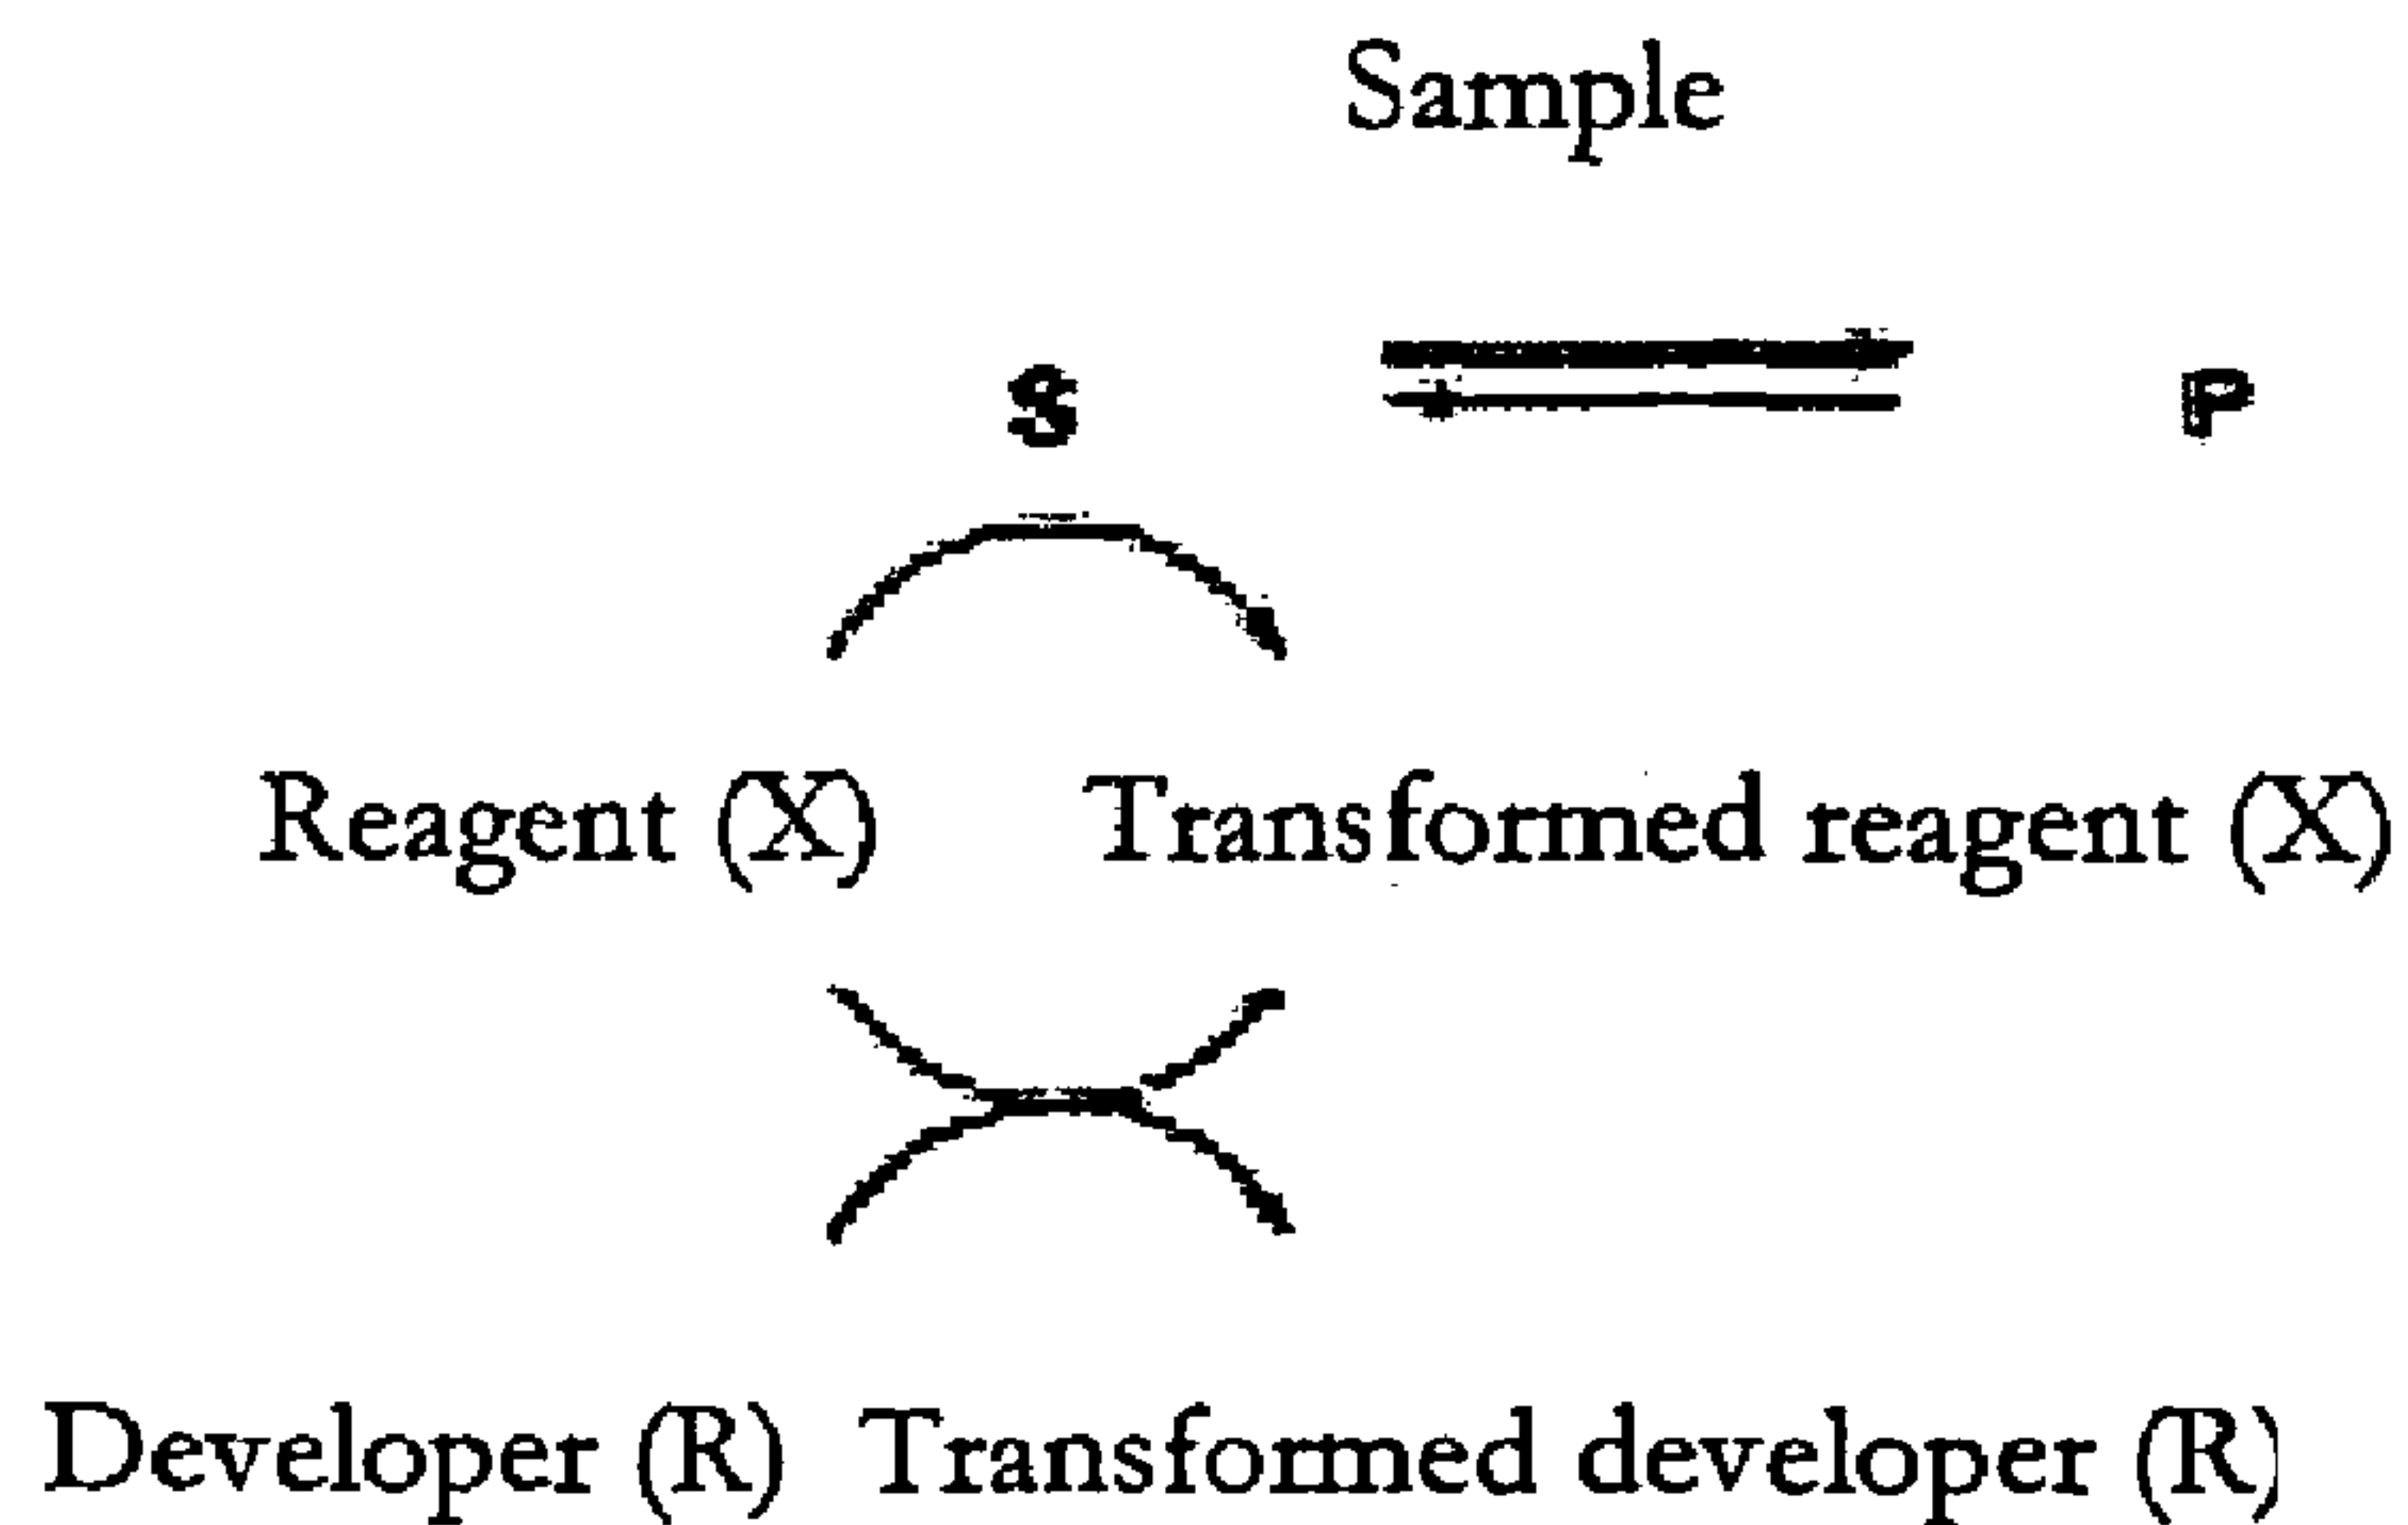 Sample
S P
Reagent (X) Transformed reagent (X)
Developer (R) Transformed developer (R)